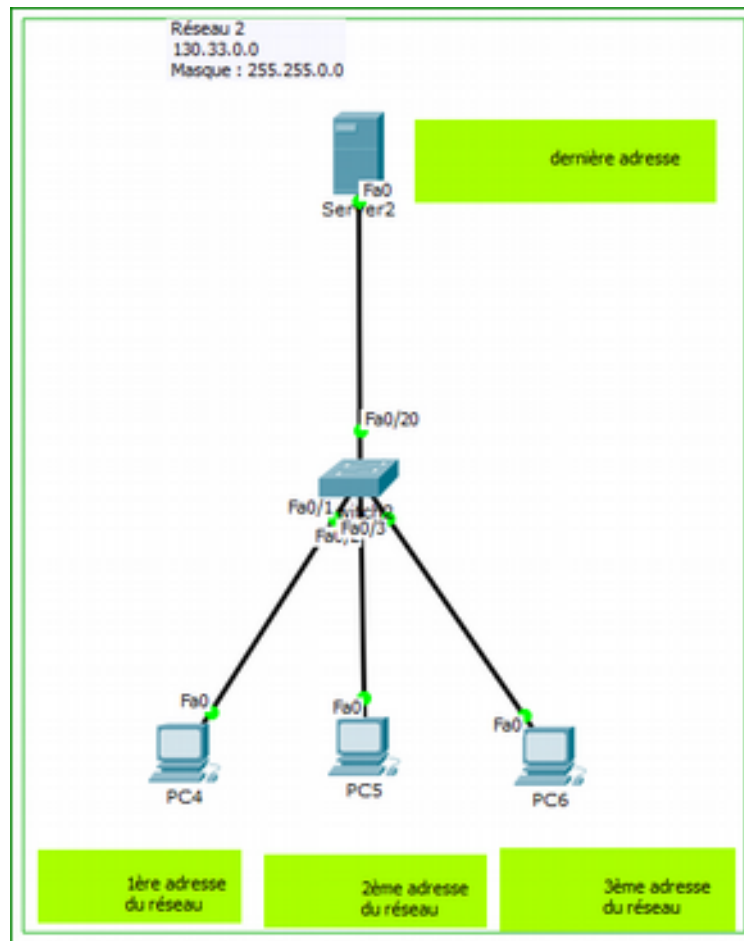 Réseau 2
130.33.0.0
Masque : 255.255.0.0
dernière adresse
Fa0
Server2
Fa0/20
Fa0/1
Fa0/3
Fa0
Fa0
Fa0
PC4
PC5
PC6
1ère adresse
du réseau
2ème adresse
du réseau
3ème adresse
du réseau